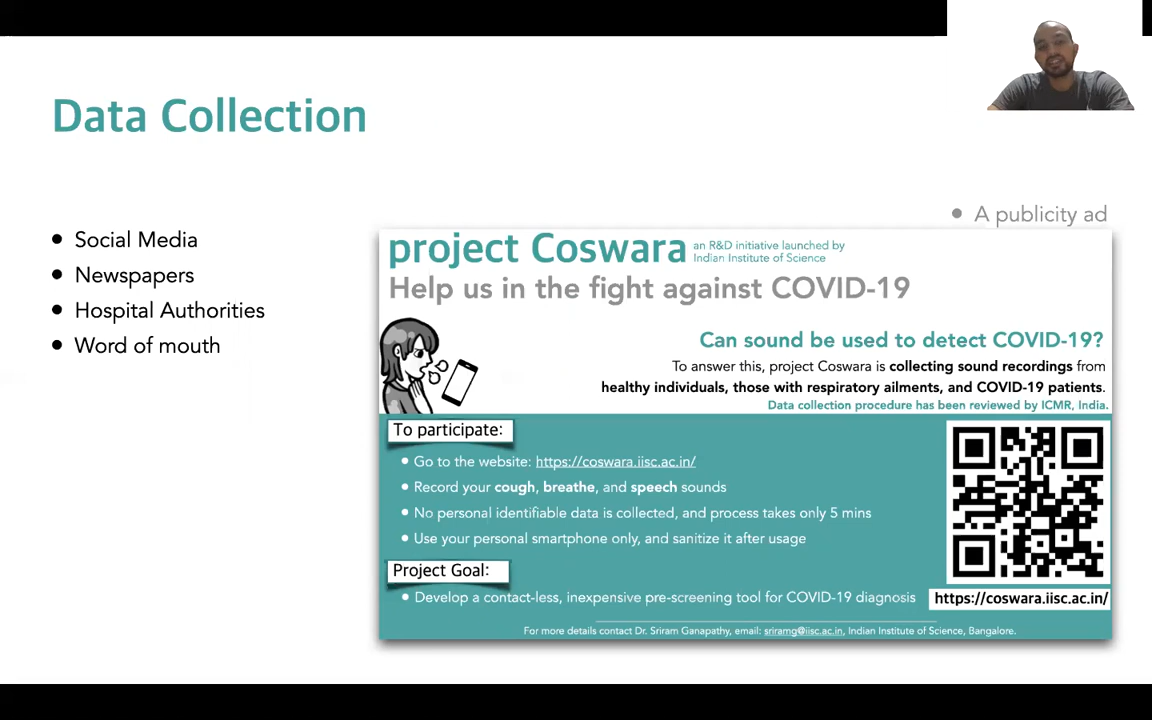 Data Collection
• Social Media
• Newspapers
• Hospital Authorities
• Word of mouth
• A publicity ad
project Coswara an R&D initiative launched by
Indian Institute of Science
Help us in the fight against COVID-19
Can sound be used to detect COVID-19?
To answer this, project Coswara is collecting sound recordings from
healthy individuals, those with respiratory ailments, and COVID-19 patients.
Data collection procedure has been reviewed by ICMR, India.
To participate:
• Go to the website: https://coswara.iisc.ac.in/
• Record your cough, breathe, and speech sounds
• No personal identifiable data is collected, and process takes only 5 mins
• Use your personal smartphone only, and sanitize it after usage
Project Goal:
• Develop a contact-less, inexpensive pre-screening tool for COVID-19 diagnosis
https://coswara.iisc.ac.in/
For more details contact Dr. Sriram Ganapathy, email: sriramg@iisc.ac.in, Indian Institute of Science, Bangalore.